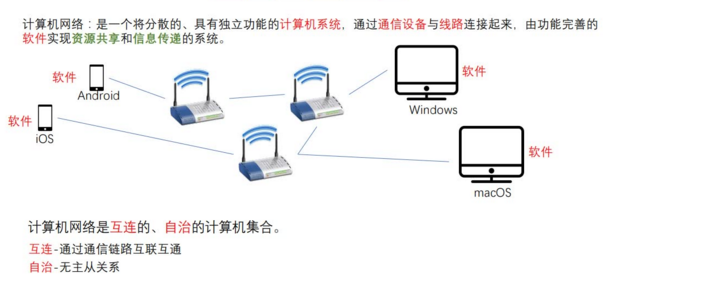 计算机网络：是一个将分散的、具有独立功能的计算机系统，通过通信设备与线路连接起来，由功能完善的
软件实现资源共享和信息传递的系统。
软件
Android
软件
iOS
软件
Windows
软件
macOS
计算机网络是互连的、自治的计算机集合。
互连-通过通信链路互联互通
自治-无主从关系